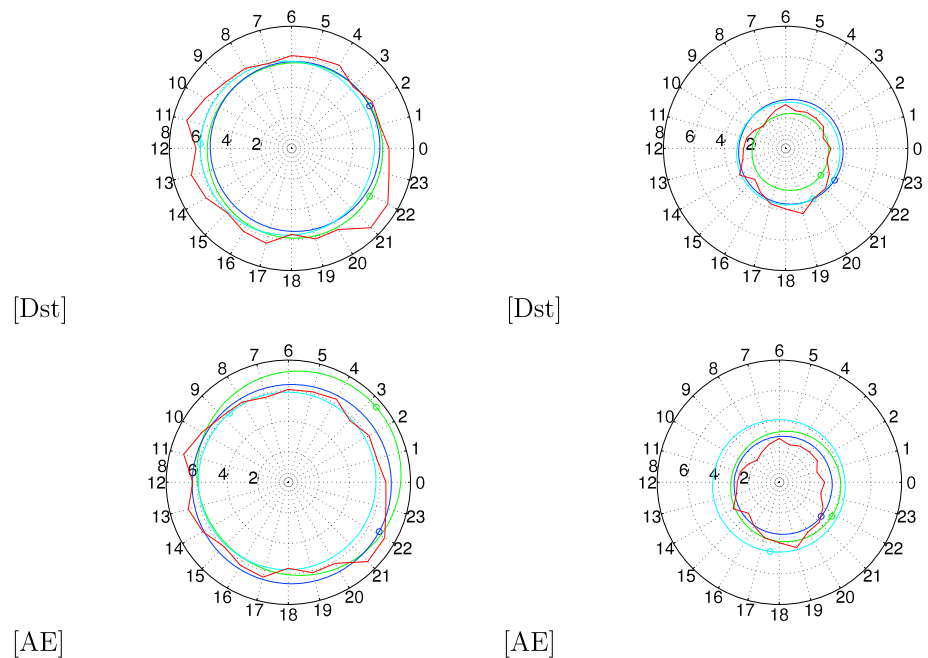 6 6
7 5 7 5
8 4 8 4
9 3 9 3
10 2 10 2
11 1 11 1
8 6 4 2 8 6 4 2
12 0 12 0
13 23 13 23
14 22 14 22
15 21 15 21
16 20 16 20
17 19 17 19
18 18
[Dst] [Dst]
6 6
7 5 7 5
8 4 8 4
9 3 9 3
10 2 10 2
11 1 11 1
8 6 4 2 8 6 4 2
12 0 12 0
13 23 13 23
14 22 14 22
15 21 15 21
16 20 16 20
17 19 17 19
18 18
[AE] [AE]